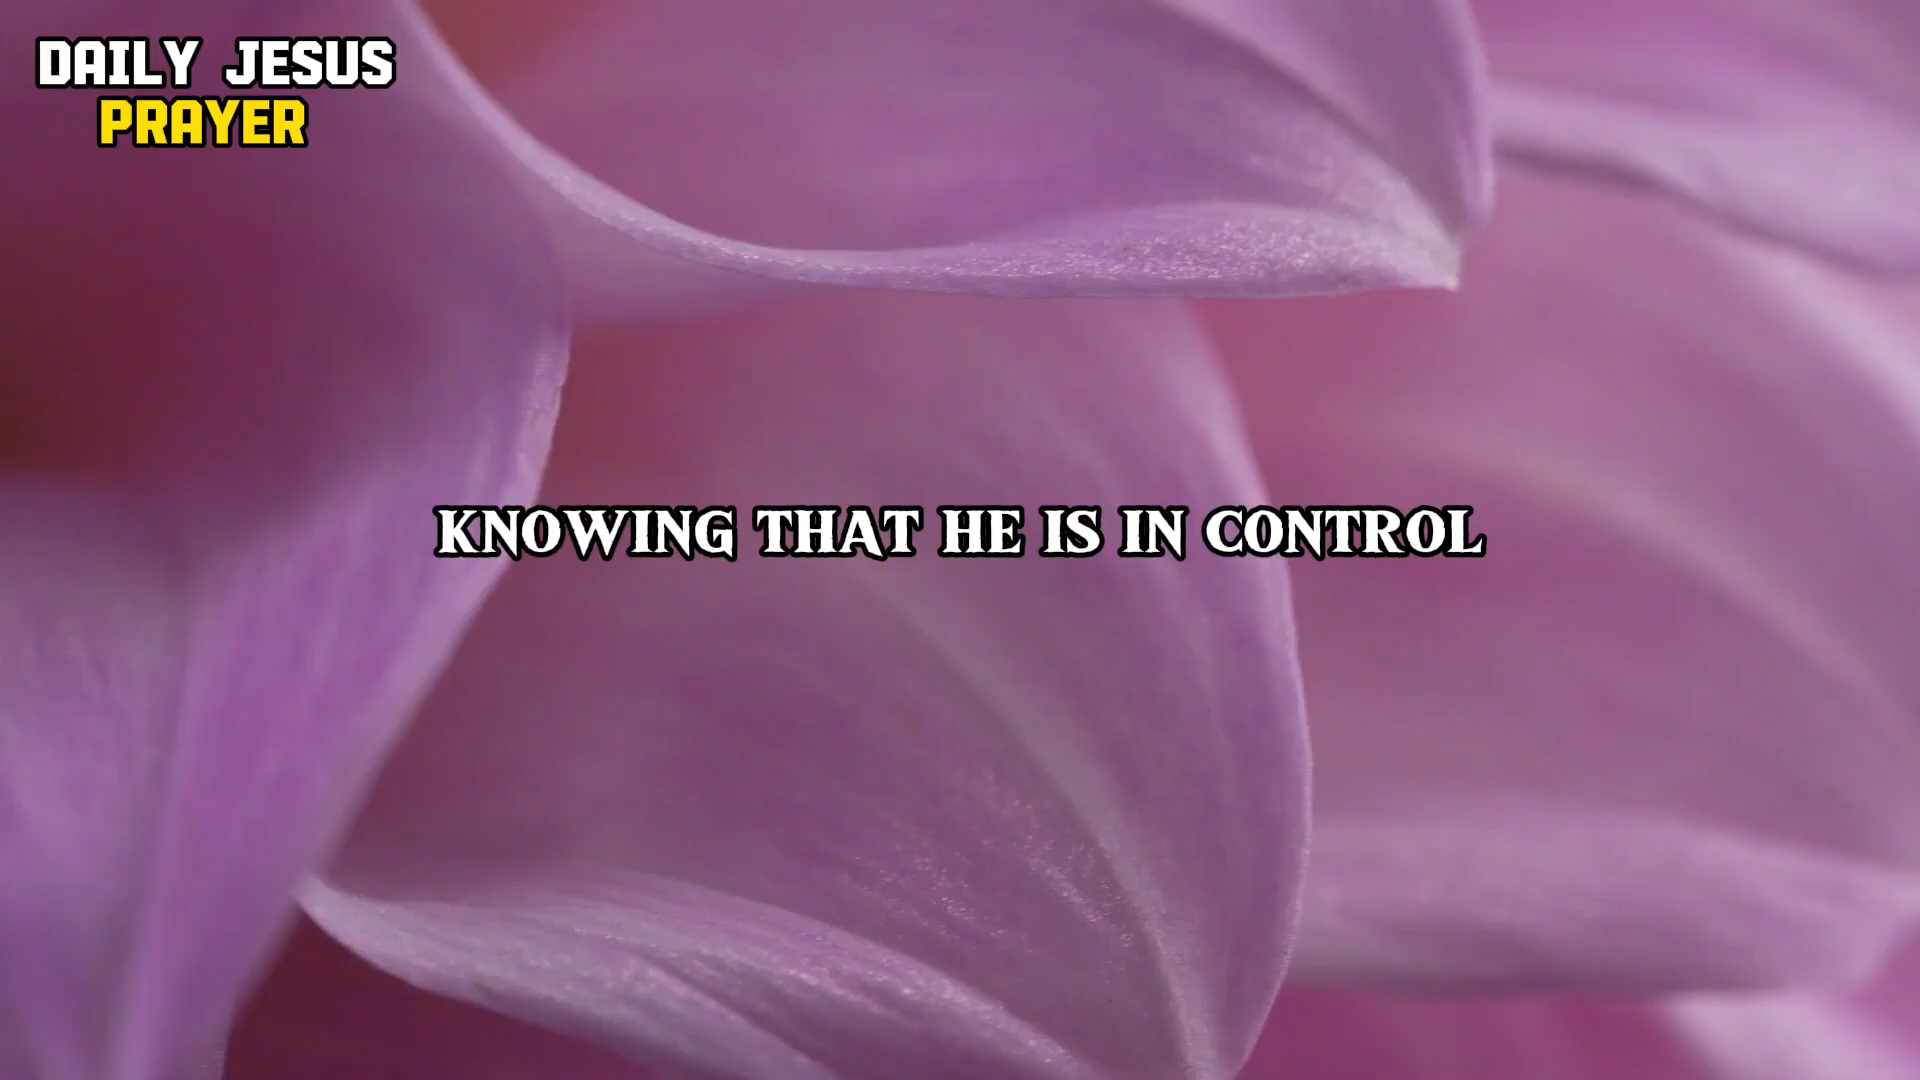 DAILY JESUS
PRAYER
KNOWING THAT HE IS IN CONTROL